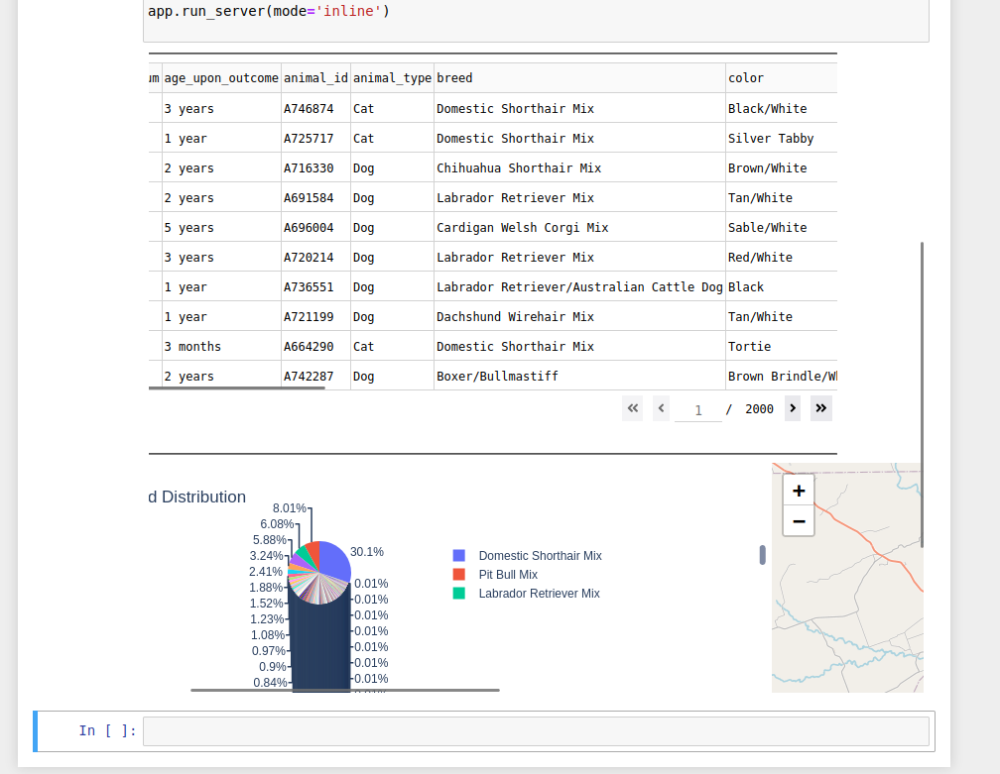 app.run_server(mode='inline')
um age_upon_outcome animal_id animal_type breed color
3 years A746874 Cat Domestic Shorthair Mix Black/White
1 year A725717 Cat Domestic Shorthair Mix Silver Tabby
2 years A716330 Dog Chihuahua Shorthair Mix Brown/White
2 years A691584 Dog Labrador Retriever Mix Tan/White
5 years A696004 Dog Cardigan Welsh Corgi Mix Sable/White
3 years A720214 Dog Labrador Retriever Mix Red/White
1 year A736551 Dog Labrador Retriever/Australian Cattle Dog Black
1 year A721199 Dog Dachshund Wirehair Mix Tan/White
3 months A664290 Cat Domestic Shorthair Mix Tortie
2 years A742287 Dog Boxer/Bullmastiff Brown Brindle/Wh
« ‹ 1 / 2000 › »
d Distribution
8.01%
6.08%
5.88%
3.24%
2.41%
1.88%
1.52%
1.23%
1.08%
0.97%
0.9%
0.84%
30.1%
0.01%
0.01%
0.01%
0.01%
0.01%
0.01%
0.01%
Domestic Shorthair Mix
Pit Bull Mix
Labrador Retriever Mix
+
−
In [ ]: